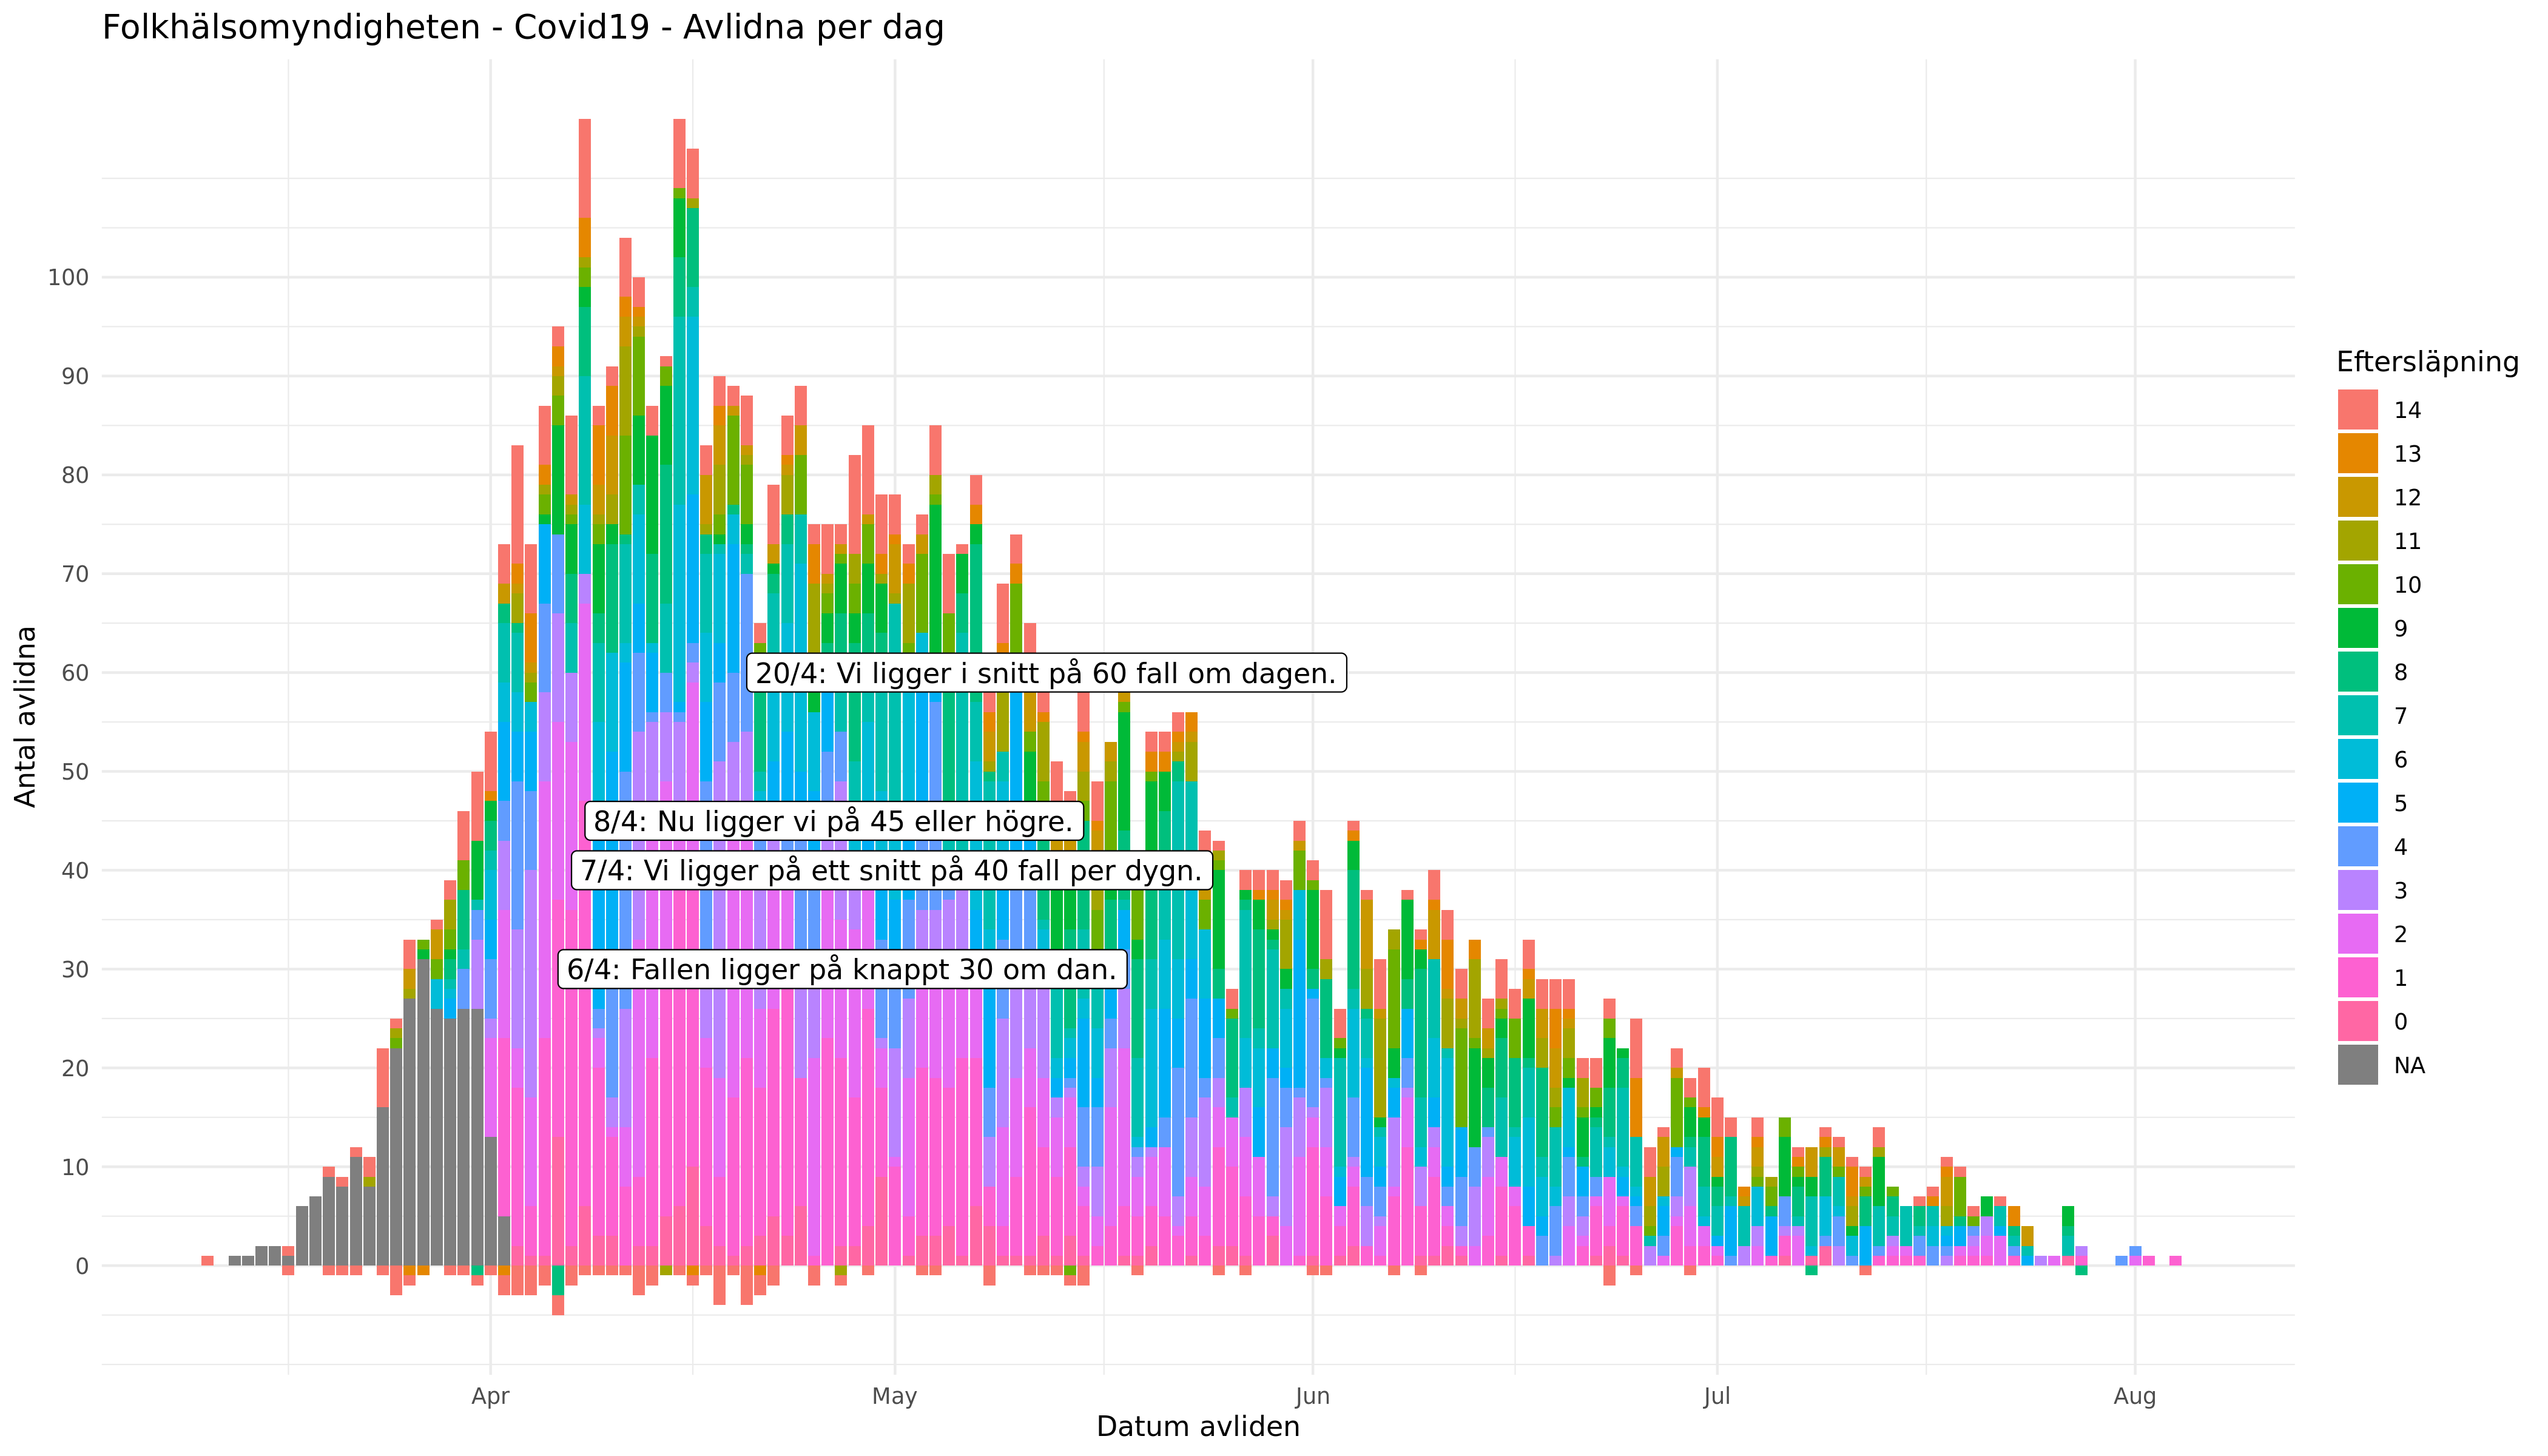 Folkhälsomyndigheten - Covid19 - Avlidna per dag
Antal avlidna
100
90
80
70
60
50
40
30
20
10
0
20/4: Vi ligger i snitt på 60 fall om dagen.
8/4: Nu ligger vi på 45 eller högre.
7/4: Vi ligger på ett snitt på 40 fall per dygn.
6/4: Fallen ligger på knappt 30 om dan.
Apr May Jun Jul Aug
Datum avliden
Eftersläpning
14
13
12
11
10
9
8
7
6
5
4
3
2
1
0
NA